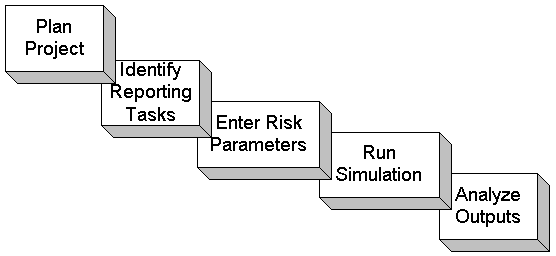 Plan
Project
Identify
Reporting
Tasks
Enter Risk
Parameters
Run
Simulation
Analyze
Outputs